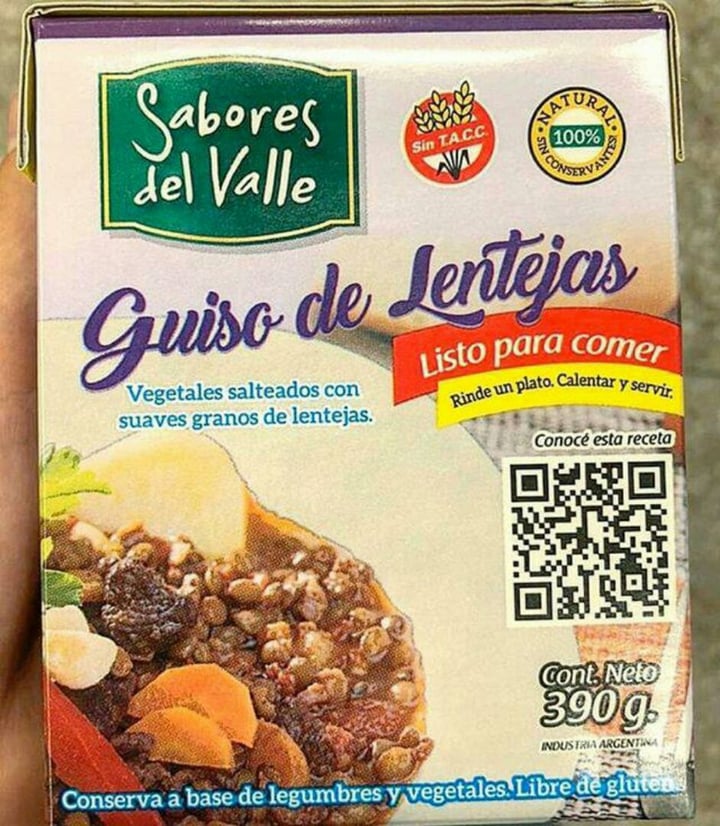 Sabores
del Valle
Sin T.A.C.C.
NATURAL
100%
SIN CONSERVANTES
Guiso de Lentejas
Listo para comer
Rinde un plato. Calentar y servir.
Vegetales salteados con
suaves granos de lentejas.
Conocé esta receta
Cont. Neto
390 g.
INDUSTRIA ARGENTINA
Conserva a base de legumbres y vegetales. Libre de gluten.